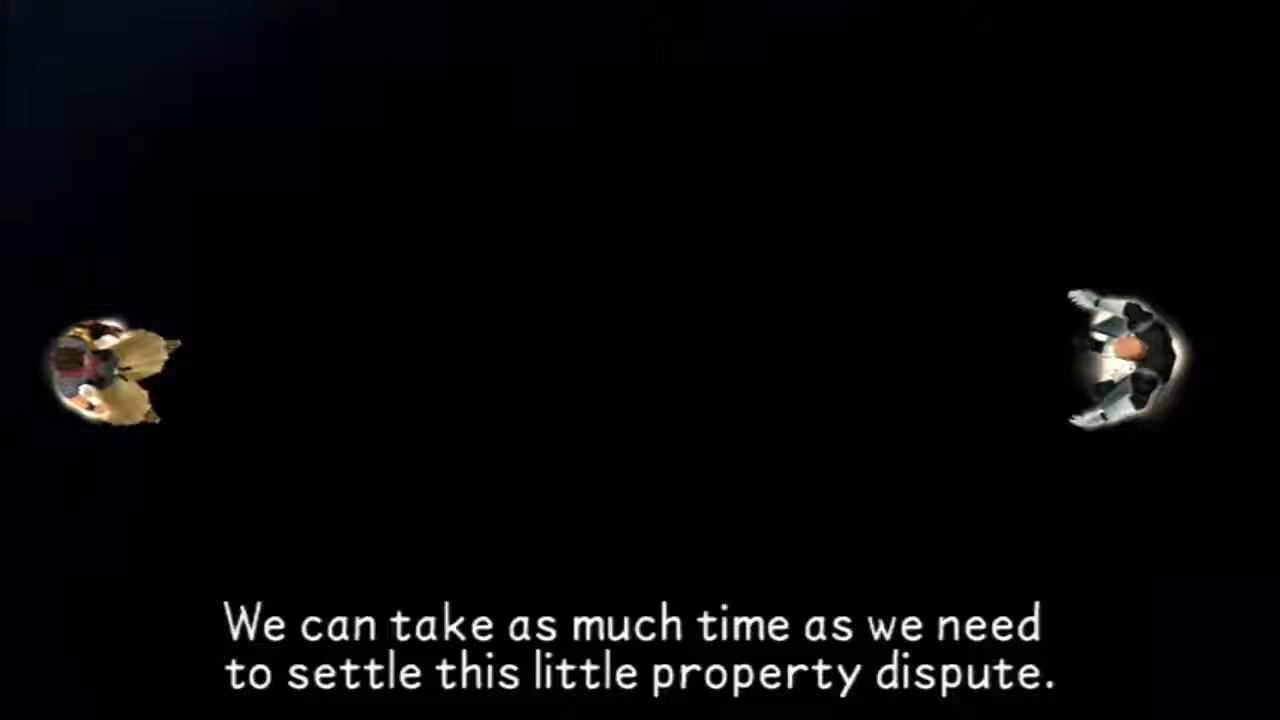 We can take as much time as we need
to settle this little property dispute.